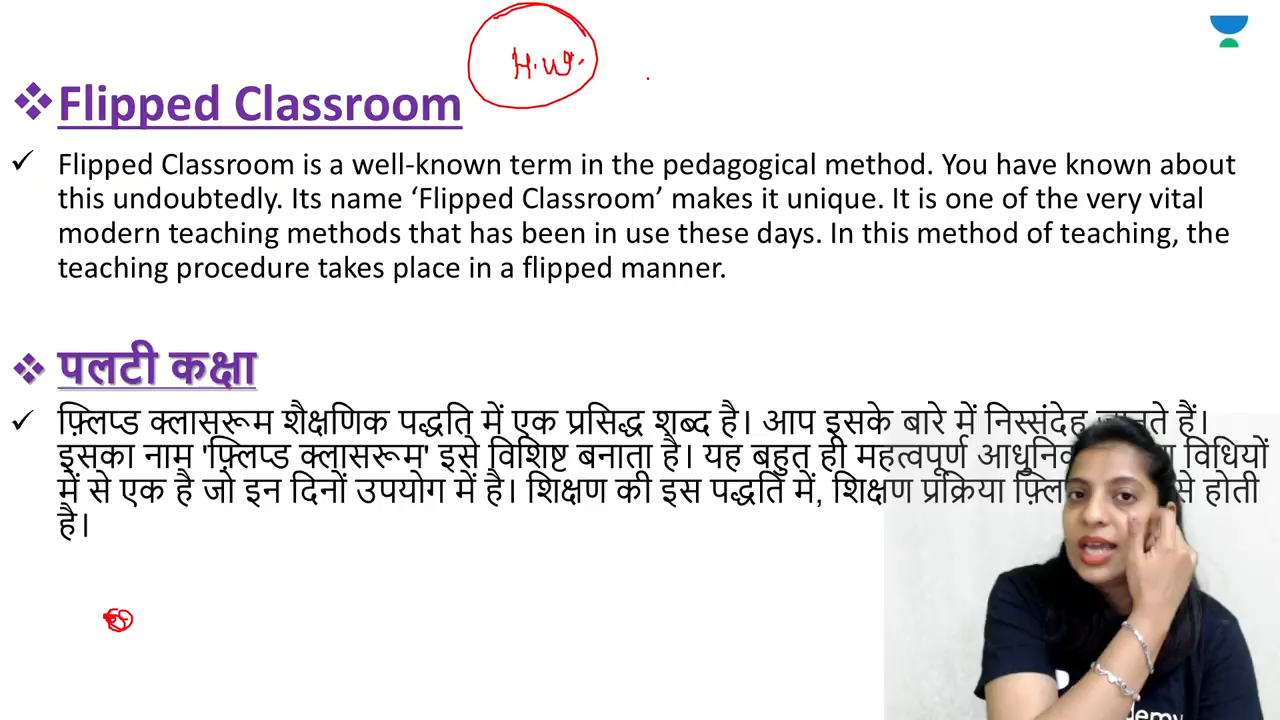 H.W.
Flipped Classroom
Flipped Classroom is a well-known term in the pedagogical method. You have known about
this undoubtedly. Its name ‘Flipped Classroom’ makes it unique. It is one of the very vital
modern teaching methods that has been in use these days. In this method of teaching, the
teaching procedure takes place in a flipped manner.
पलटी कक्षा
फ़्लिप्ड क्लासरूम शैक्षणिक पद्धति में एक प्रसिद्ध शब्द है। आप इसके बारे में निस्संदेह हैं।
इसका नाम 'फ़्लिप्ड क्लासरूम' इसे विशिष्ट बनाता है। यह बहुत ही महत्वपूर्ण विधियों
में से एक है जो इन दिनों उपयोग में है। शिक्षण की इस पद्धति में, शिक्षण प्रक्रिया से होती
है।